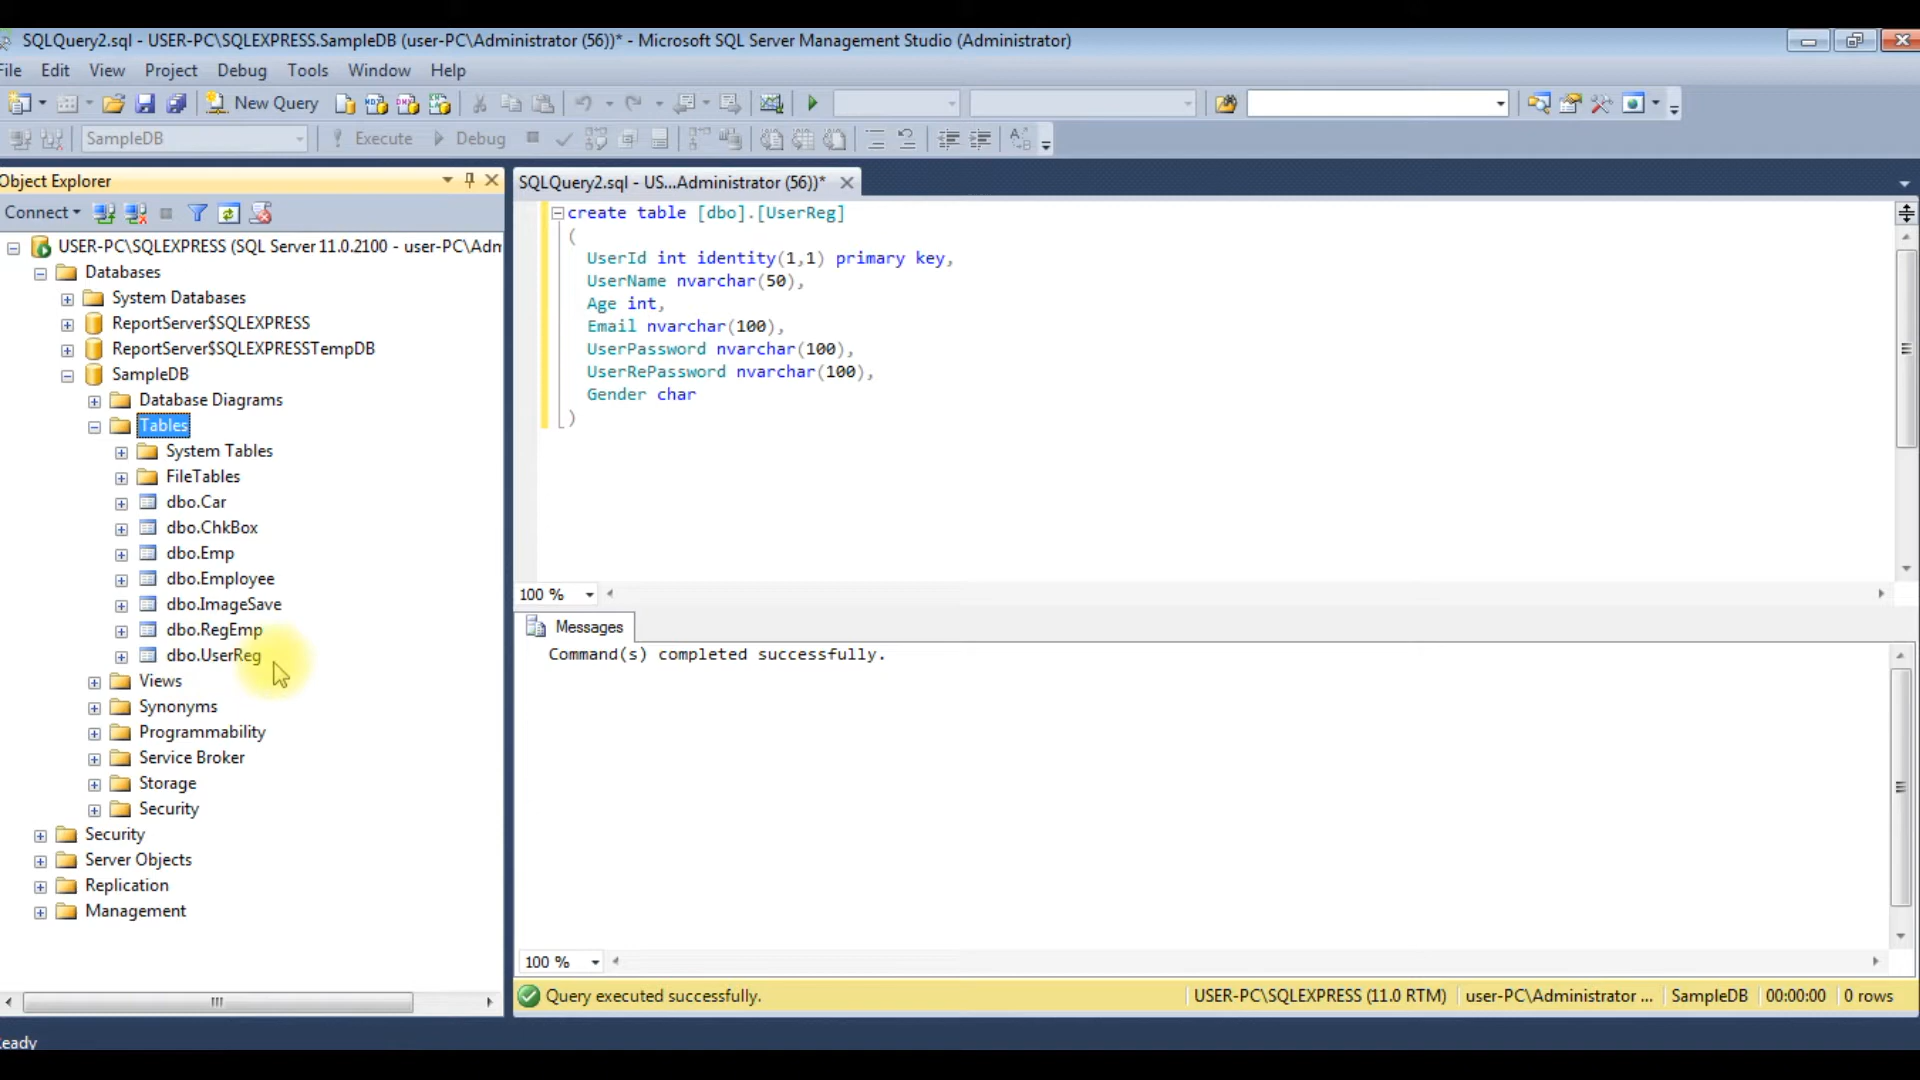 SQLQuery2.sql - USER-PC\SQLEXPRESS.SampleDB (user-PC\Administrator (56))* - Microsoft SQL Server Management Studio (Administrator)
File Edit View Project Debug Tools Window Help
New Query
SampleDB Execute Debug
Object Explorer
Connect
USER-PC\SQLEXPRESS (SQL Server 11.0.2100 - user-PC\Adm
Databases
System Databases
ReportServer$SQLEXPRESS
ReportServer$SQLEXPRESSTempDB
SampleDB
Database Diagrams
Tables
System Tables
FileTables
dbo.Car
dbo.ChkBox
dbo.Emp
dbo.Employee
dbo.ImageSave
dbo.RegEmp
dbo.UserReg
Views
Synonyms
Programmability
Service Broker
Storage
Security
Security
Server Objects
Replication
Management
SQLQuery2.sql - US...Administrator (56))*
create table [dbo].[UserReg]
(
UserId int identity(1,1) primary key,
UserName nvarchar(50),
Age int,
Email nvarchar(100),
UserPassword nvarchar(100),
UserRePassword nvarchar(100),
Gender char
)
100 %
Messages
Command(s) completed successfully.
100 %
Query executed successfully. USER-PC\SQLEXPRESS (11.0 RTM) user-PC\Administrator ... SampleDB 00:00:00 0 rows
eady